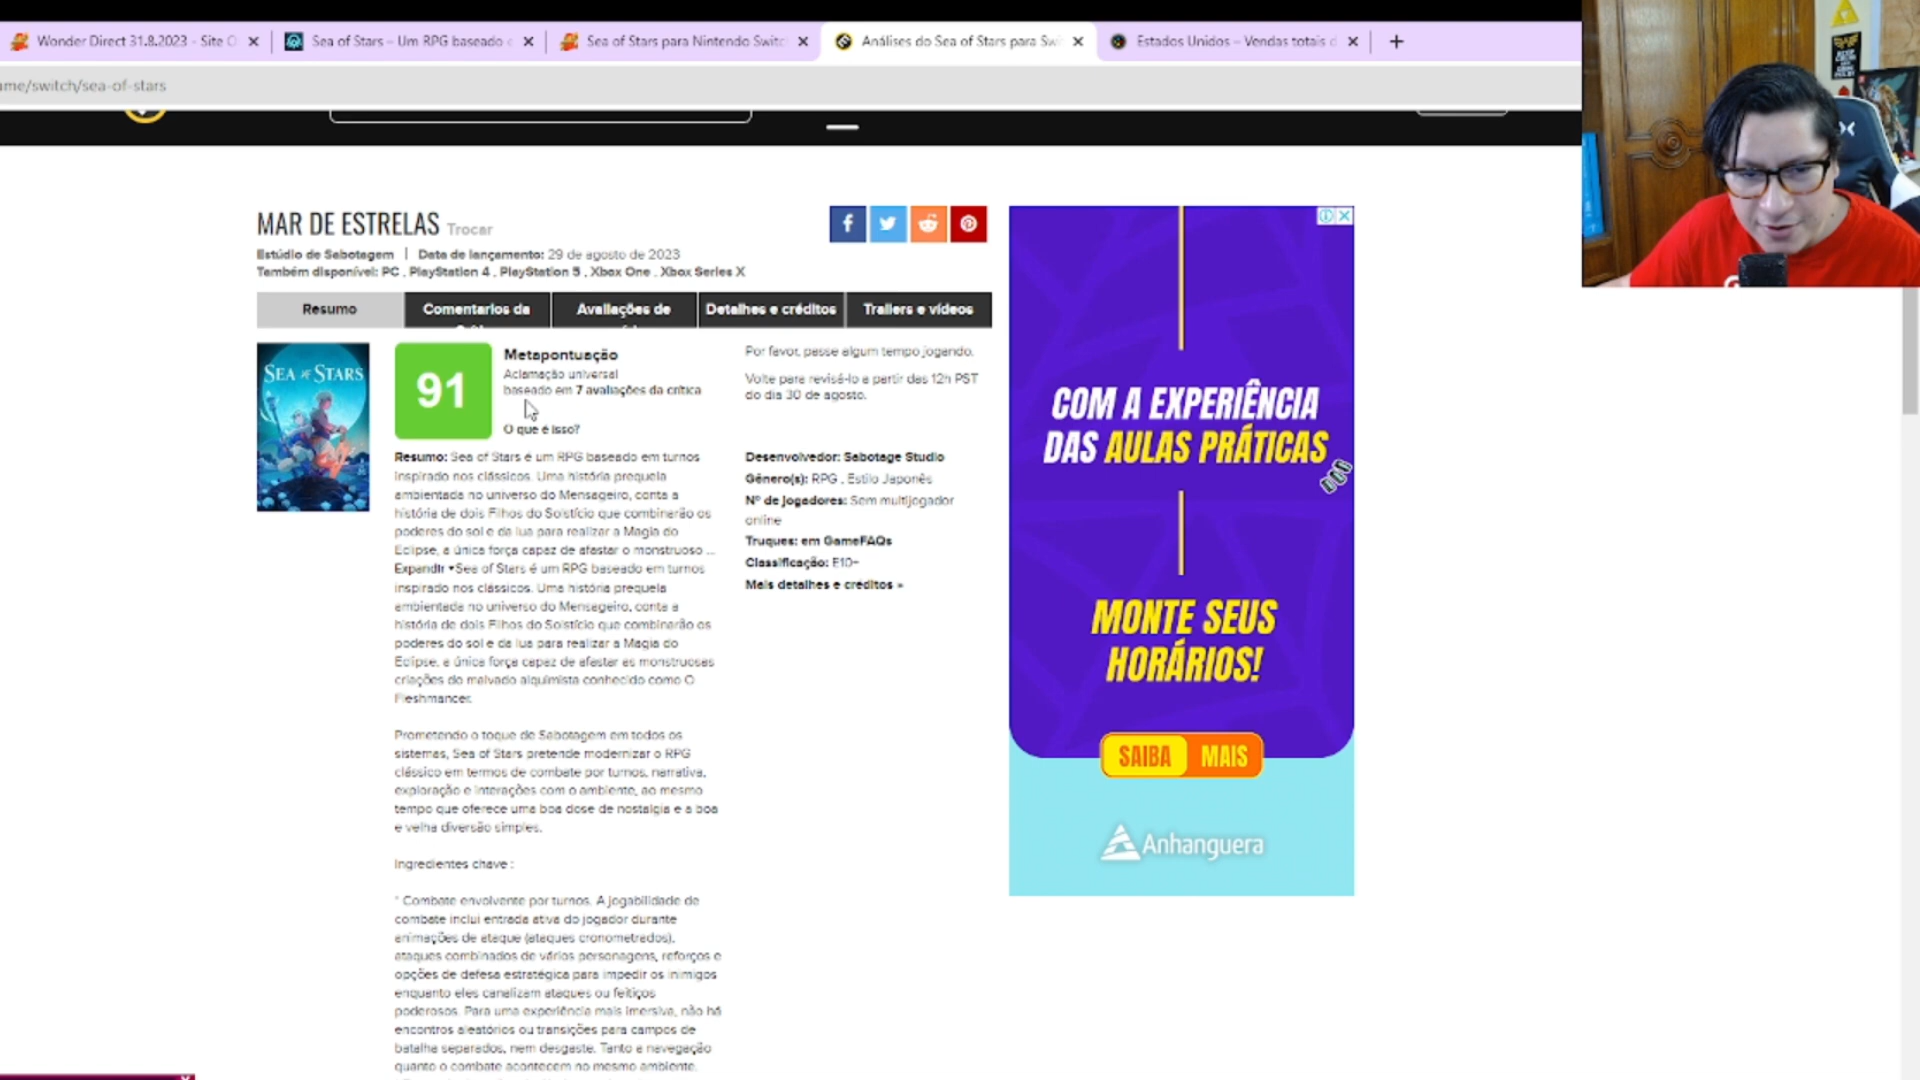 Wonder Direct 31.8.2023 - Site O
Sea of Stars – Um RPG baseado e
Sea of Stars para Nintendo Switc
Análises do Sea of Stars para Swi
Estados Unidos – Vendas totais d
ame/switch/sea-of-stars
MAR DE ESTRELAS Trocar
Estúdio de Sabotagem | Data de lançamento: 29 de agosto de 2023
Também disponível: PC , PlayStation 4 , PlayStation 5 , Xbox One , Xbox Series X
Resumo
Comentarios da
Avaliações de
Detalhes e créditos
Trailers e vídeos
SEA OF STARS
91
Metapontuação
Aclamação universal
baseado em 7 avaliações da crítica
O que é isso?
Por favor, passe algum tempo jogando.
Volte para revisá-lo a partir das 12h PST
do dia 30 de agosto.
Resumo: Sea of Stars é um RPG baseado em turnos
inspirado nos clássicos. Uma história prequela
ambientada no universo do Mensageiro, conta a
história de dois Filhos do Solstício que combinarão os
poderes do sol e da lua para realizar a Magia do
Eclipse, a única força capaz de afastar o monstruoso ...
Expandir ▾Sea of Stars é um RPG baseado em turnos
inspirado nos clássicos. Uma história prequela
ambientada no universo do Mensageiro, conta a
história de dois Filhos do Solstício que combinarão os
poderes do sol e da lua para realizar a Magia do
Eclipse, a única força capaz de afastar as monstruosas
criações do malvado alquimista conhecido como O
Fleshmancer.
Prometendo o toque de Sabotagem em todos os
sistemas, Sea of Stars pretende modernizar o RPG
clássico em termos de combate por turnos, narrativa,
exploração e interações com o ambiente, ao mesmo
tempo que oferece uma boa dose de nostalgia e a boa
e velha diversão simples.
Ingredientes chave :
* Combate envolvente por turnos. A jogabilidade de
combate inclui entrada ativa do jogador durante
animações de ataque (ataques cronometrados),
ataques combinados de vários personagens, reforços e
opções de defesa estratégica para impedir os inimigos
enquanto eles canalizam ataques ou feitiços
poderosos. Para uma experiência mais imersiva, não há
encontros aleatórios ou transições para campos de
batalha separados, nem desgaste. Tanto a navegação
quanto o combate acontecem no mesmo ambiente.
Desenvolvedor: Sabotage Studio
Gênero(s): RPG , Estilo Japonês
Nº de jogadores: Sem multijogador
online
Truques: em GameFAQs
Classificação: E10+
Mais detalhes e créditos »
COM A EXPERIÊNCIA
DAS AULAS PRÁTICAS
MONTE SEUS
HORÁRIOS!
SAIBA MAIS
Anhanguera